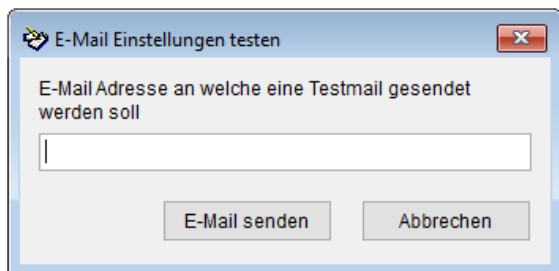 E-Mail Einstellungen testen
E-Mail Adresse an welche eine Testmail gesendet
werden soll
E-Mail senden
Abbrechen